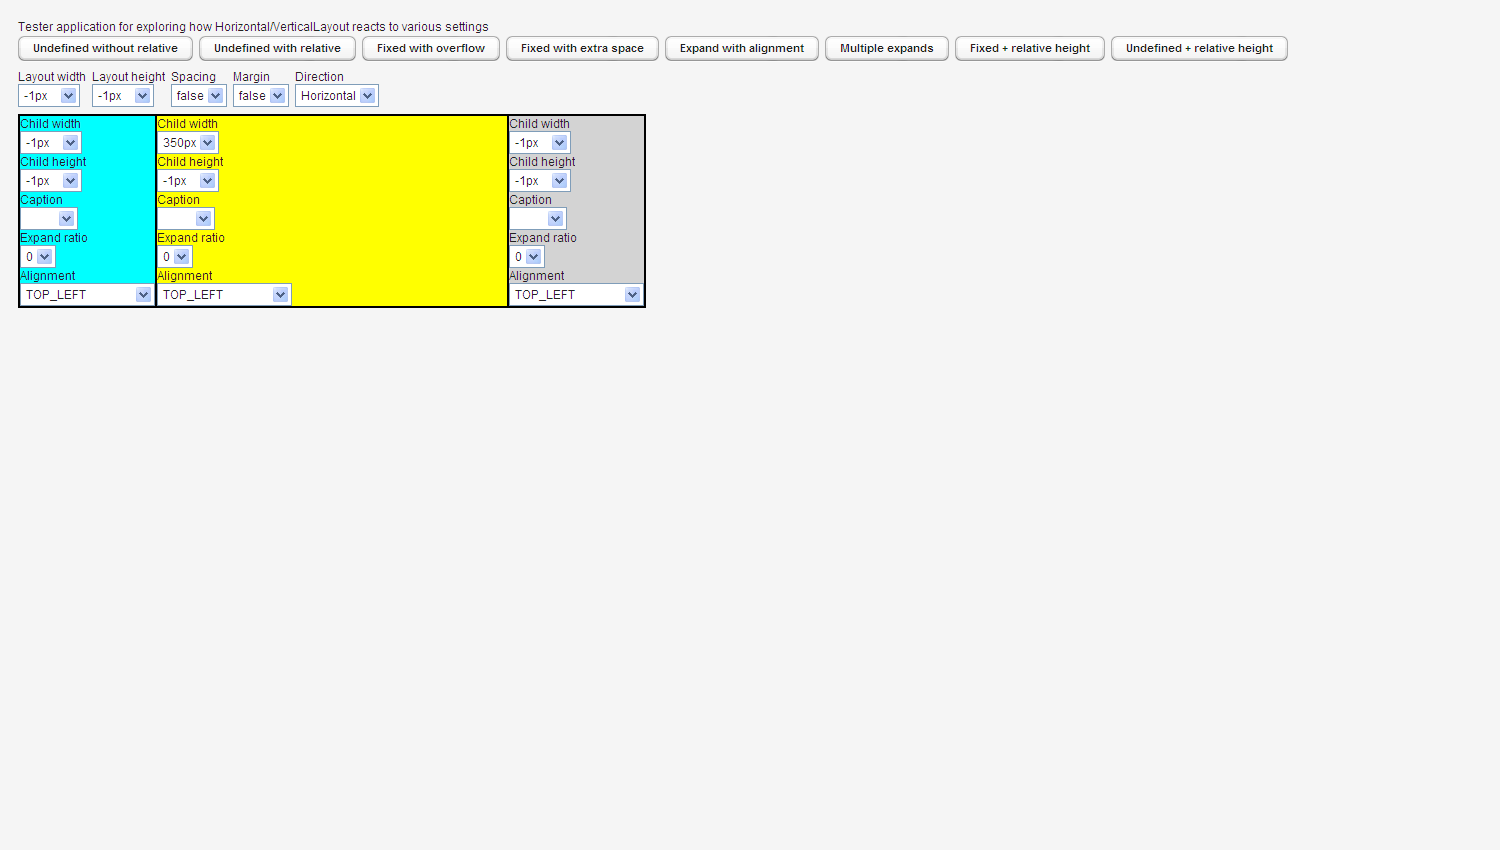 Tester application for exploring how Horizontal/VerticalLayout reacts to various settings
Undefined without relative Undefined with relative Fixed with overflow Fixed with extra space Expand with alignment Multiple expands Fixed + relative height Undefined + relative height
Layout width Layout height Spacing Margin Direction
-1px -1px false false Horizontal
Child width Child width Child width
-1px 350px -1px
Child height Child height Child height
-1px -1px -1px
Caption Caption Caption
Expand ratio Expand ratio Expand ratio
0 0 0
Alignment Alignment Alignment
TOP_LEFT TOP_LEFT TOP_LEFT